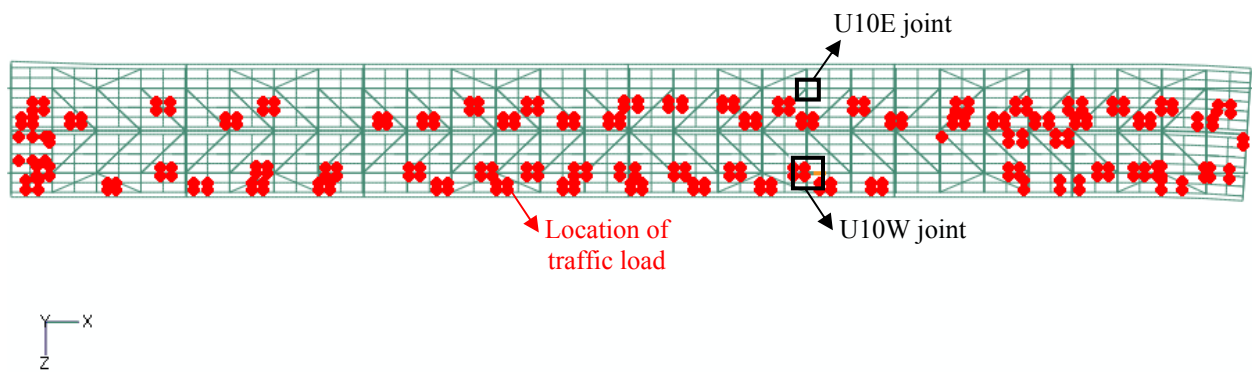 U10E joint
Location of
traffic load
U10W joint
Y
X
Z